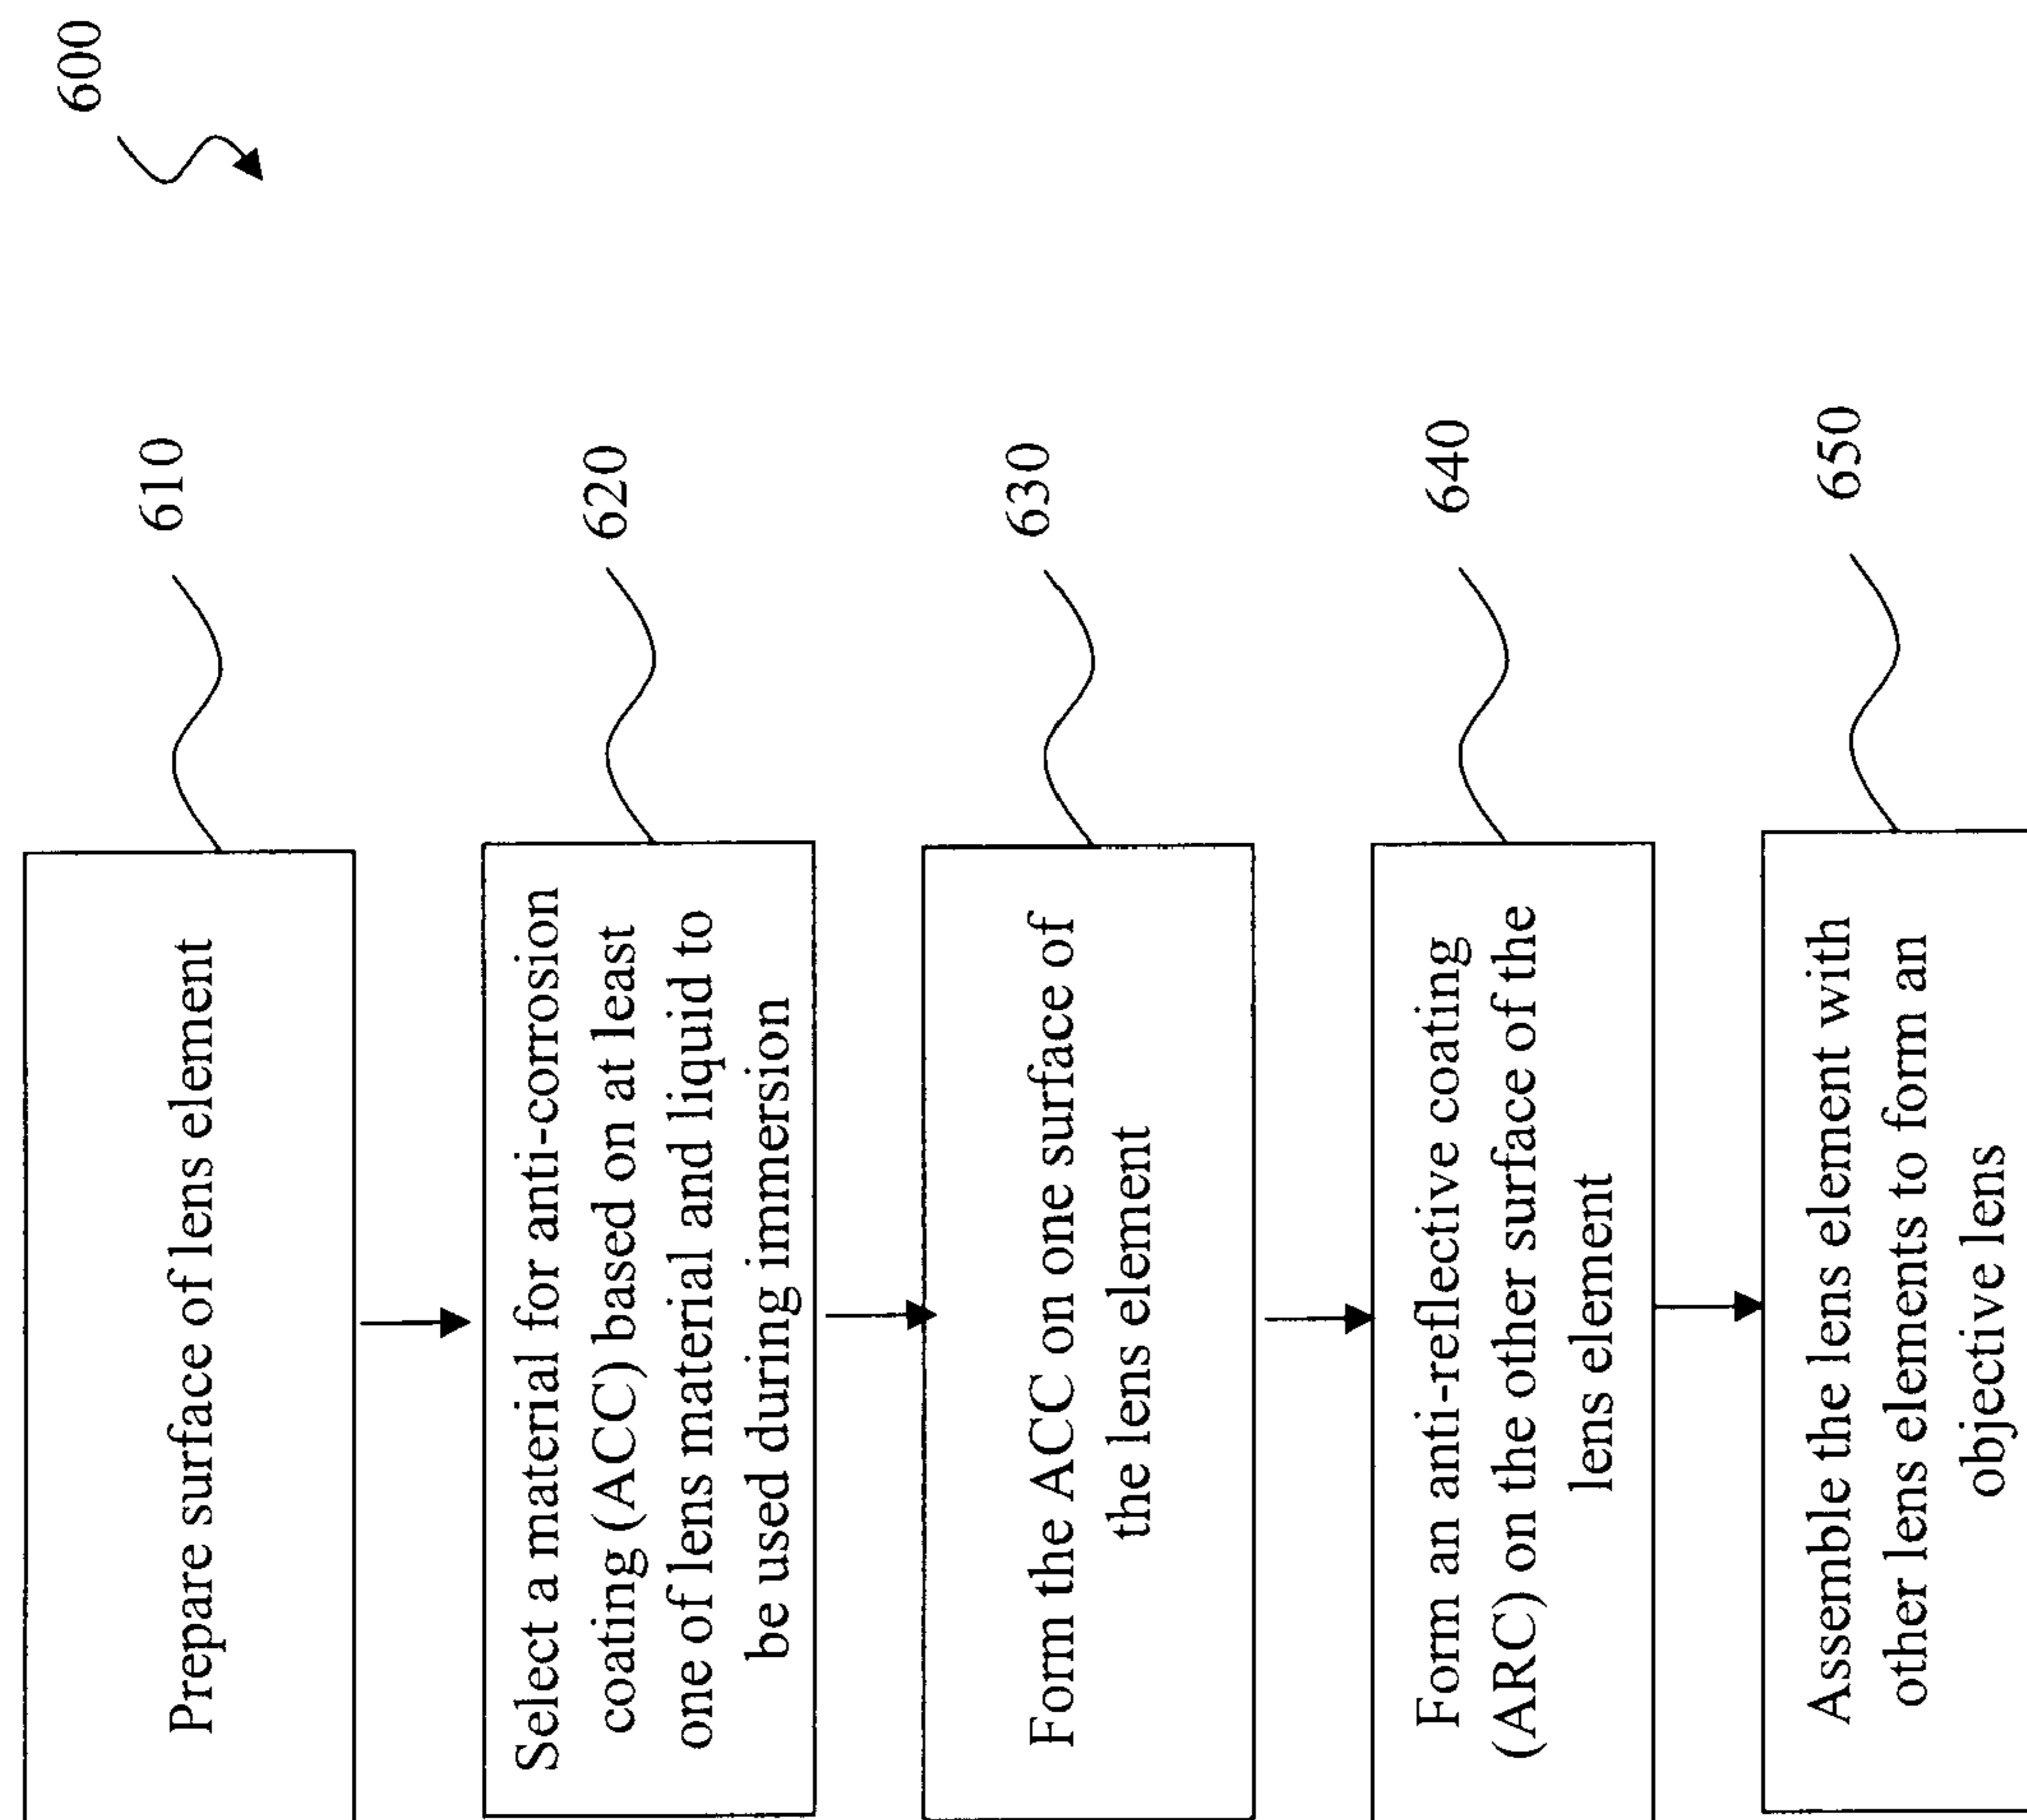 600
Prepare surface of lens element
610
Select a material for anti-corrosion
coating (ACC) based on at least
one of lens material and liquid to
be used during immersion
620
Form the ACC on one surface of
the lens element
630
Form an anti-reflective coating
(ARC) on the other surface of the
lens element
640
Assemble the lens element with
other lens elements to form an
objective lens
650